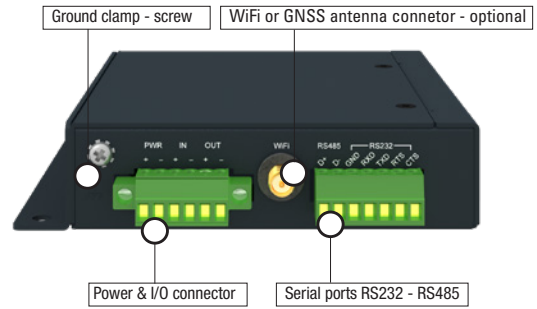 Ground clamp - screw
WiFi or GNSS antenna connetor - optional
PWR IN OUT WiFi RS485 RS232
+ - + - + - D+ D- GND RXD TXD RTS CTS
Power & I/O connector
Serial ports RS232 - RS485